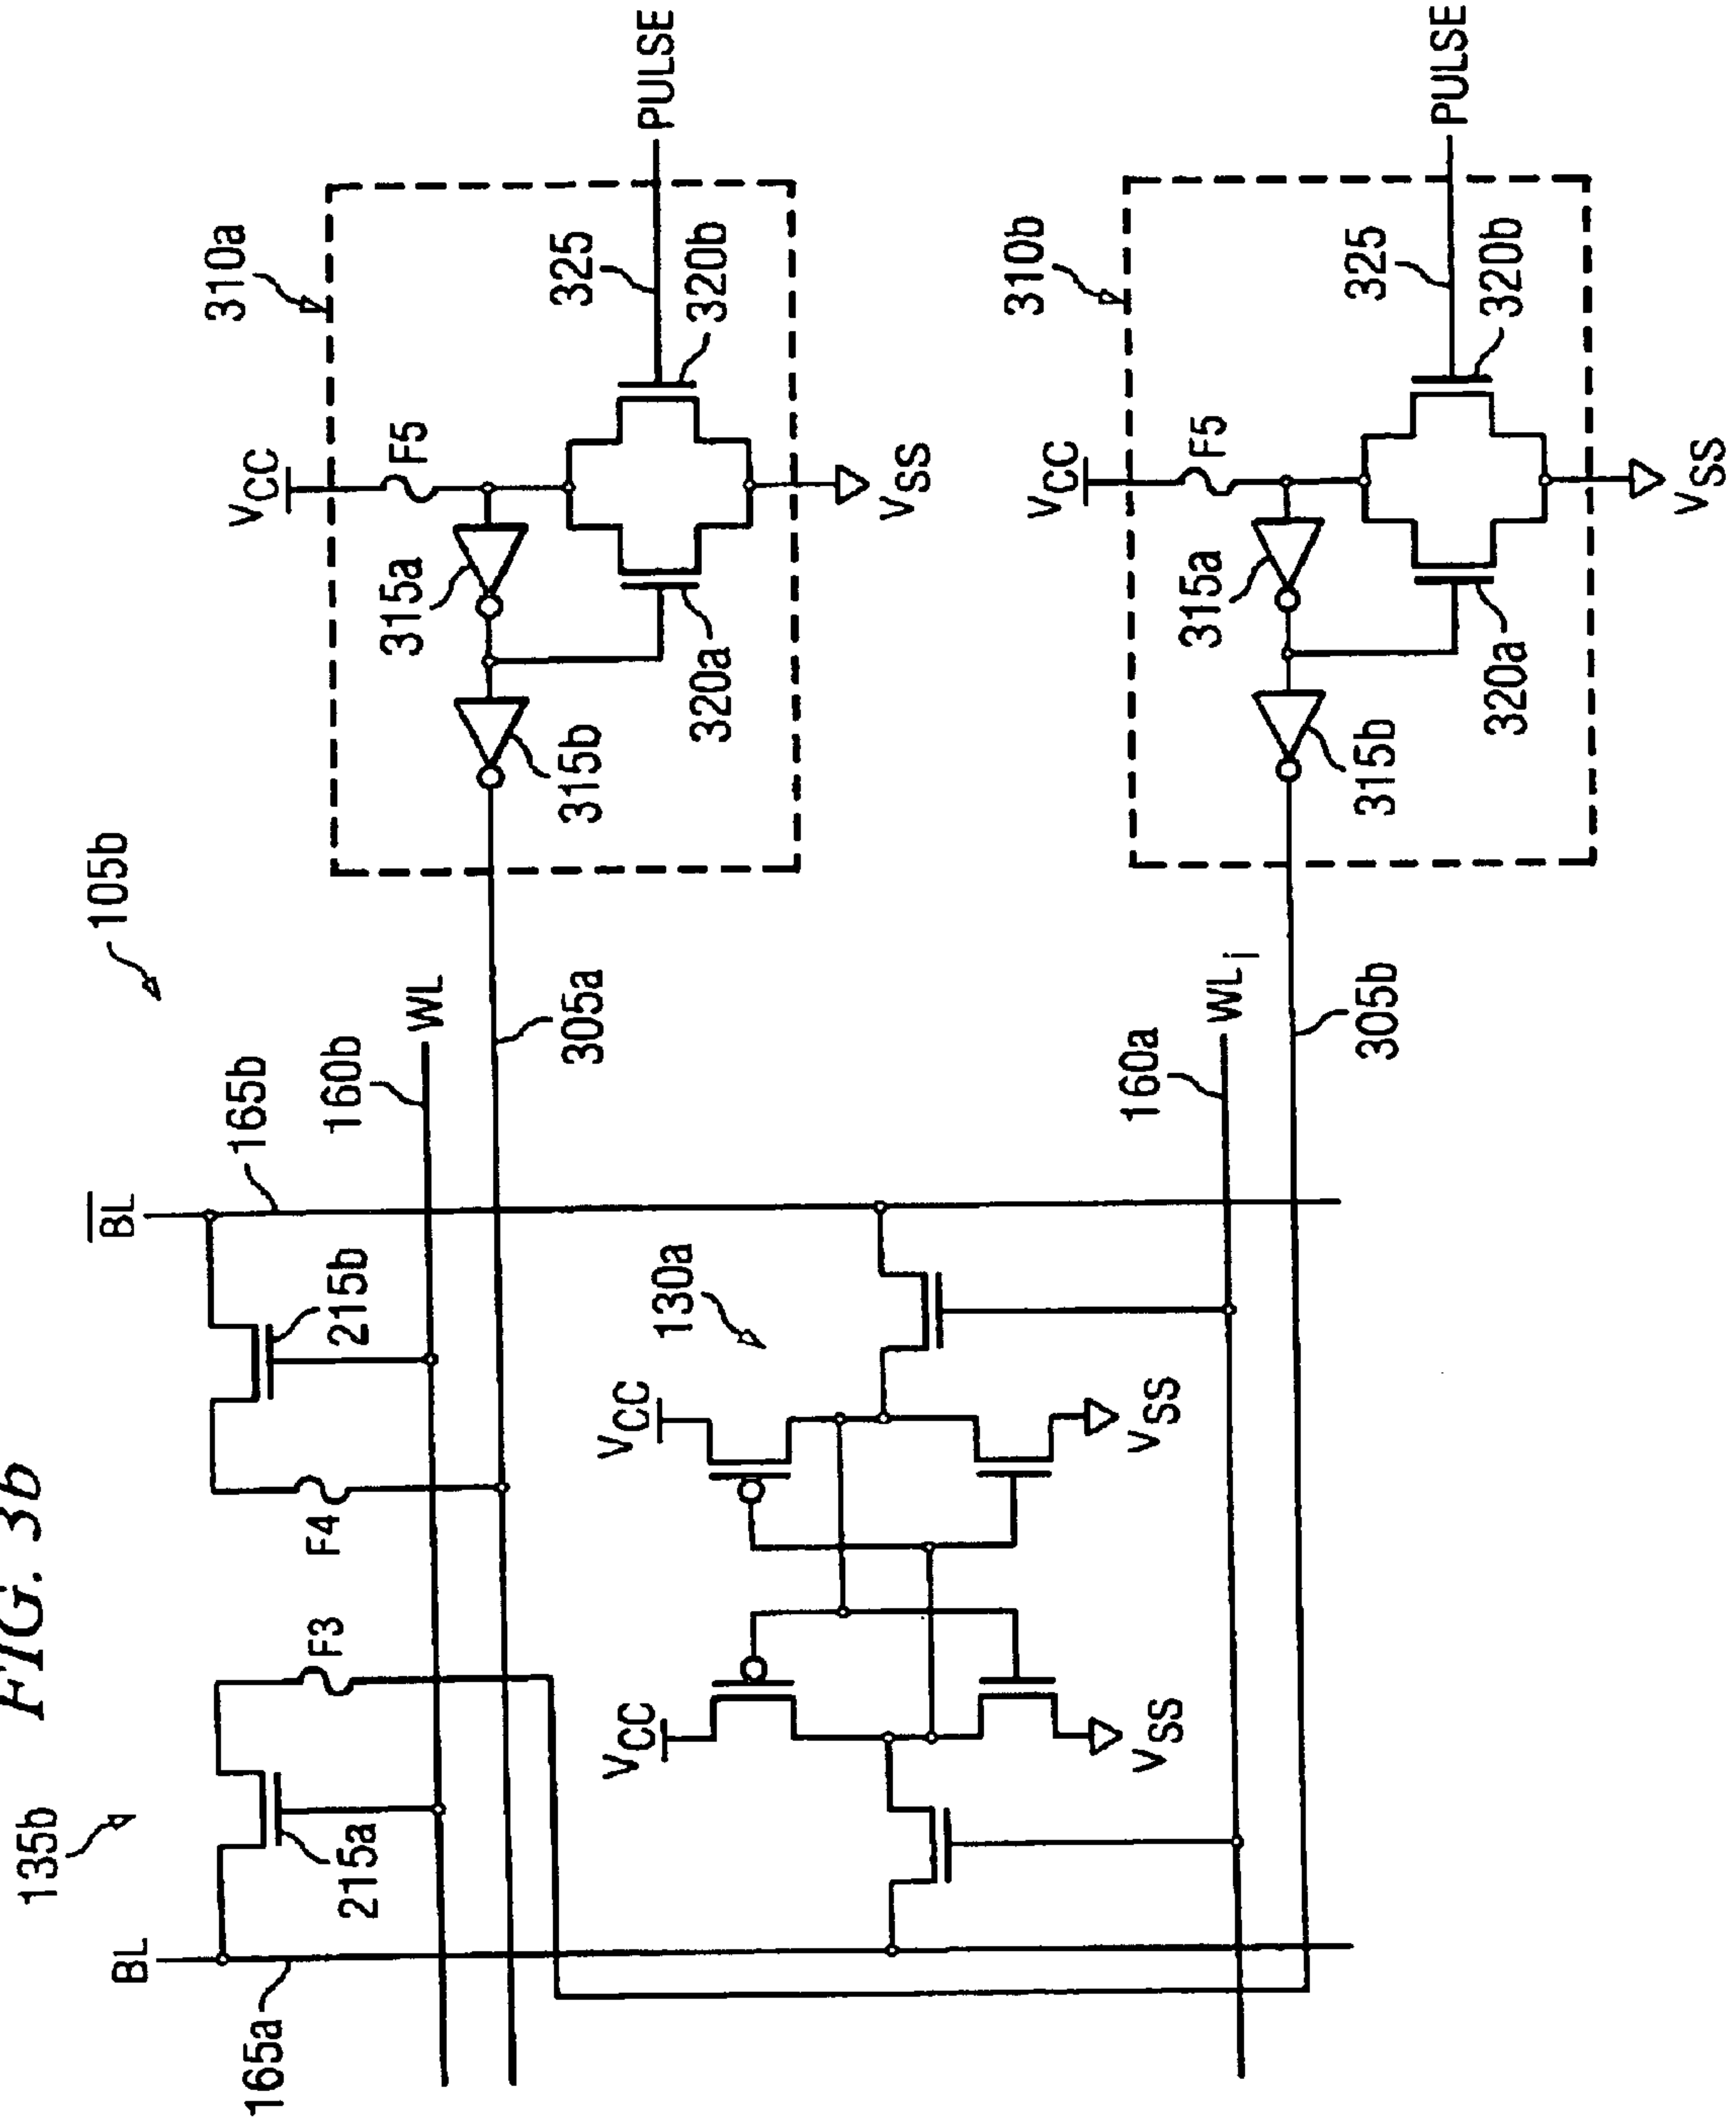 FIG. 3b
105b
135b
BL
B̅L̅
165a
165b
215a
215b
F3
F4
160b
WL
305a
130a
VCC
VCC
VSS
VSS
160a
WLi
305b
310a
VCC
F5
315a
315b
320a
320b
325
PULSE
VSS
310b
VCC
F5
315a
315b
320a
320b
325
PULSE
VSS